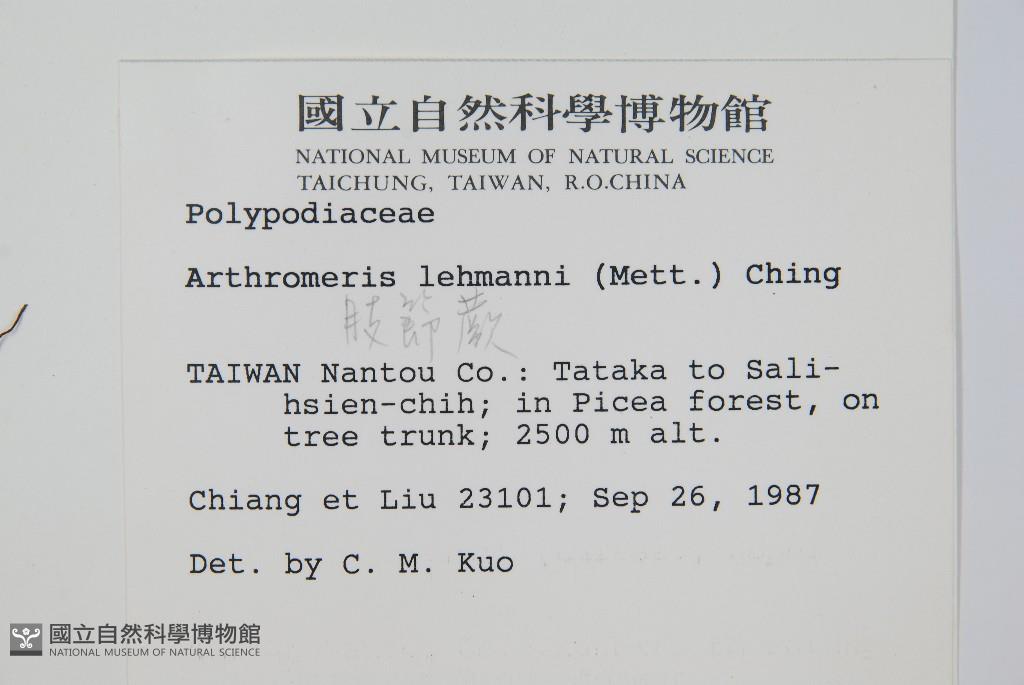 國立自然科學博物館
NATIONAL MUSEUM OF NATURAL SCIENCE
TAICHUNG, TAIWAN, R.O.CHINA
Polypodiaceae
Arthromeris lehmanni (Mett.) Ching
肢節蕨
TAIWAN Nantou Co.: Tataka to Sali-
hsien-chih; in Picea forest, on
tree trunk; 2500 m alt.
Chiang et Liu 23101; Sep 26, 1987
Det. by C. M. Kuo
國立自然科學博物館
NATIONAL MUSEUM OF NATURAL SCIENCE